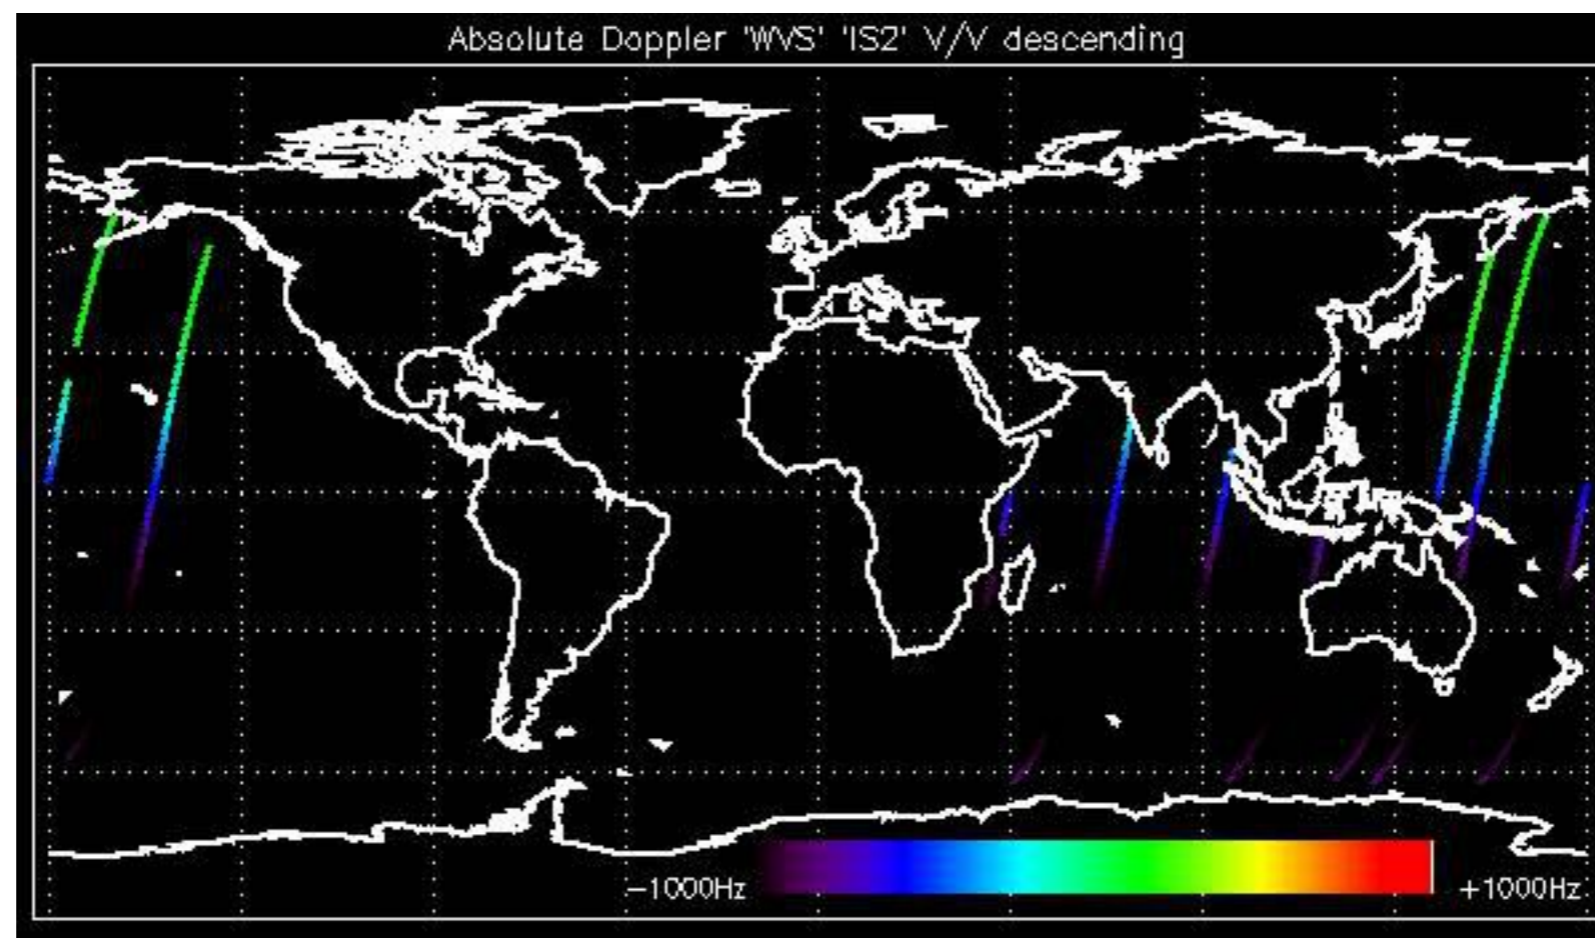 Absolute Doppler 'WVS' 'IS2' V/V descending
-1000Hz
+1000Hz